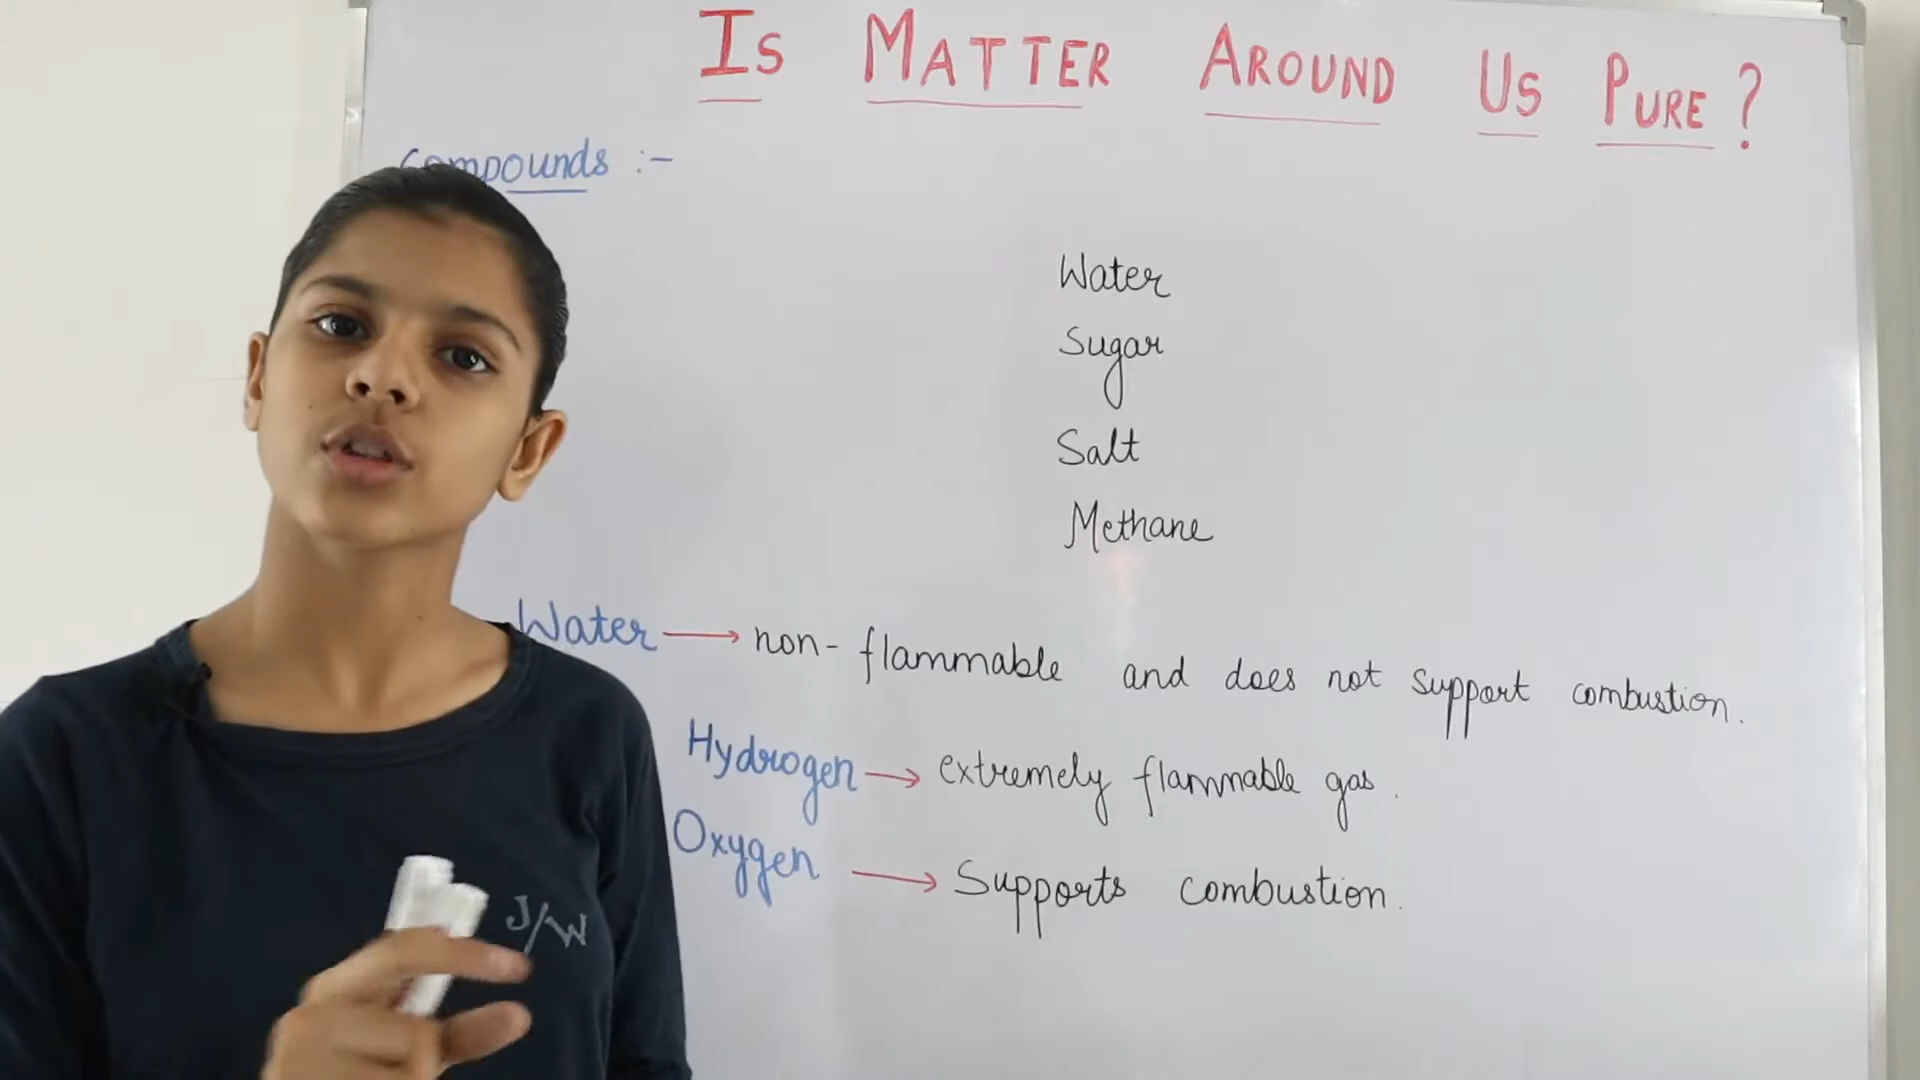 IS MATTER AROUND US PURE ?
Compounds :-
Water
Sugar
Salt
Methane
Water → non-flammable and does not support combustion.
Hydrogen → extremely flammable gas.
Oxygen → Supports combustion.
J/W